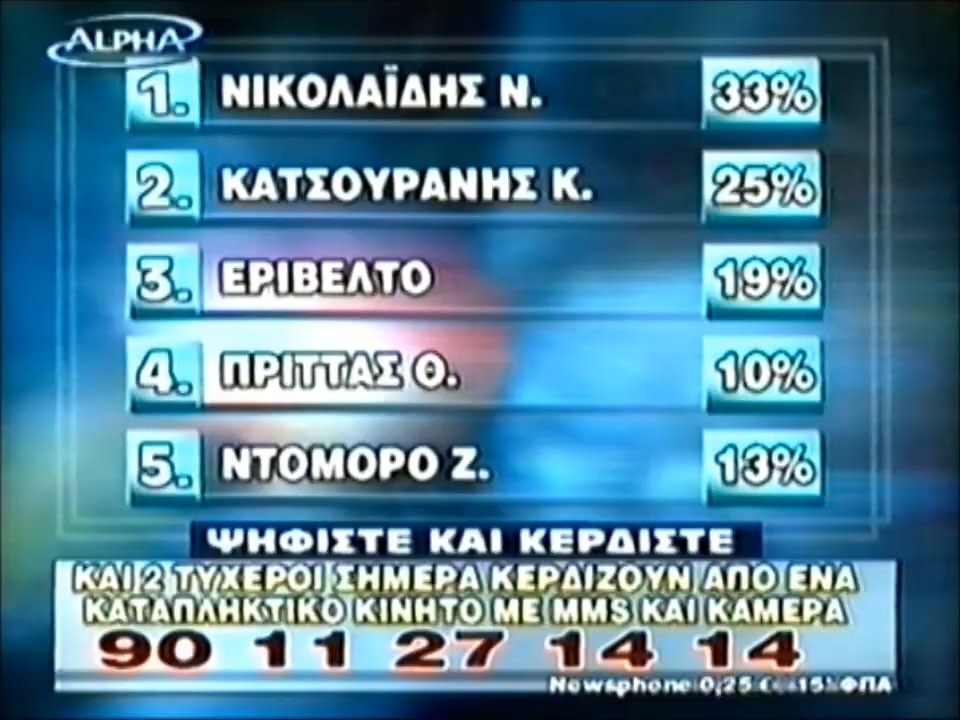 ALPHA
1. ΝΙΚΟΛΑΪΔΗΣ Ν. 33%
2. ΚΑΤΣΟΥΡΑΝΗΣ Κ. 25%
3. ΕΡΙΒΕΛΤΟ 19%
4. ΠΡΙΤΤΑΣ Θ. 10%
5. ΝΤΟΜΟΡΟ Ζ. 13%
ΨΗΦΙΣΤΕ ΚΑΙ ΚΕΡΔΙΣΤΕ
ΚΑΙ 2 ΤΥΧΕΡΟΙ ΣΗΜΕΡΑ ΚΕΡΔΙΖΟΥΝ ΑΠΟ ΕΝΑ
ΚΑΤΑΠΛΗΚΤΙΚΟ ΚΙΝΗΤΟ ΜΕ MMS ΚΑΙ ΚΑΜΕΡΑ
90 11 27 14 14
Newsphone 0,25 € ΦΠΑ